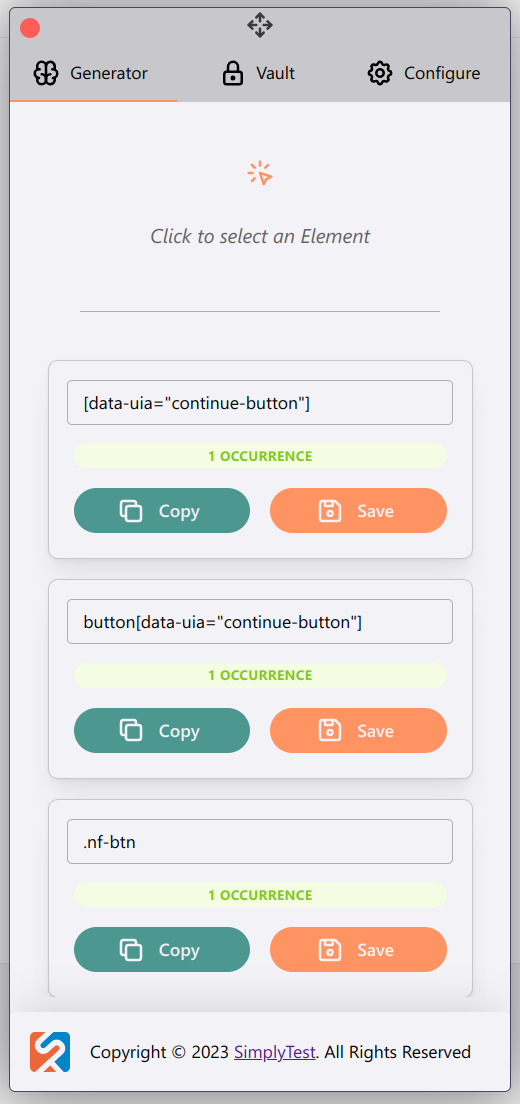 Generator Vault Configure
Click to select an Element
[data-uia="continue-button"]
1 OCCURRENCE
Copy Save
button[data-uia="continue-button"]
1 OCCURRENCE
Copy Save
.nf-btn
1 OCCURRENCE
Copy Save
Copyright © 2023 SimplyTest. All Rights Reserved